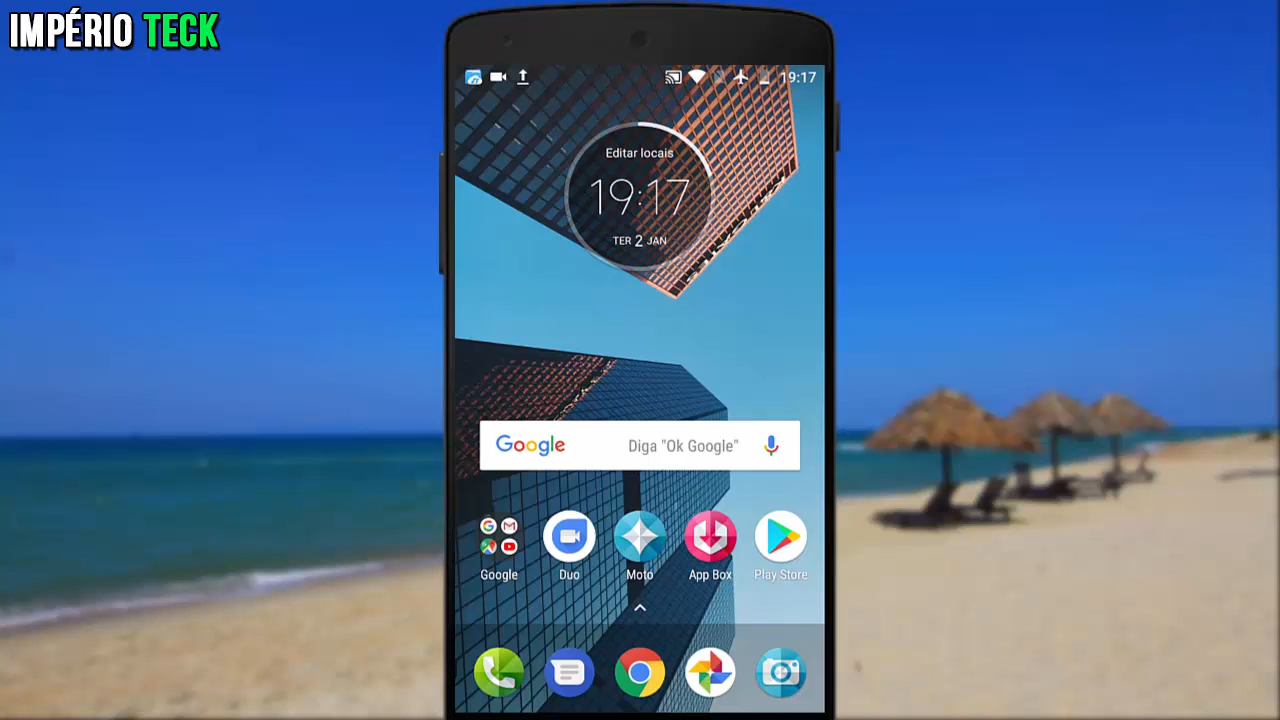 IMPÉRIO TECK
19:17
Editar locais
19:17
TER 2 JAN
Google Diga "Ok Google"
Google Duo Moto App Box Play Store